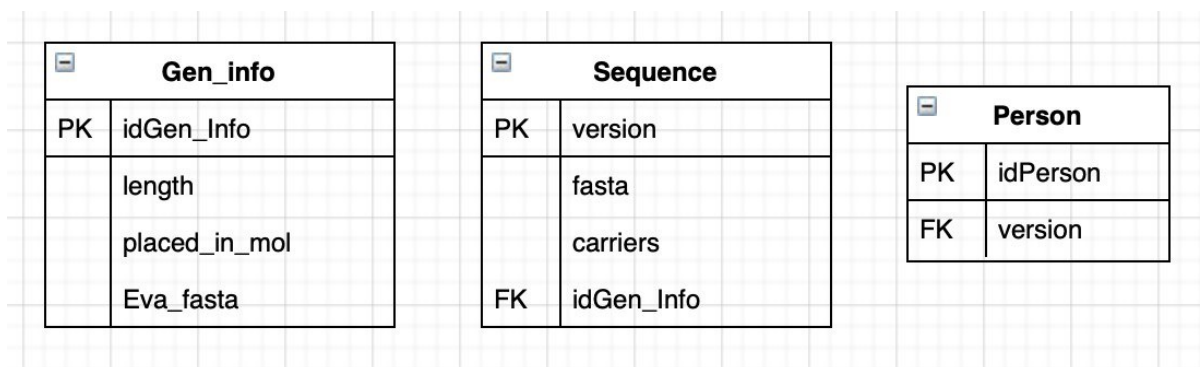 Gen_info
PK idGen_Info
length
placed_in_mol
Eva_fasta
Sequence
PK version
fasta
carriers
FK idGen_Info
Person
PK idPerson
FK version